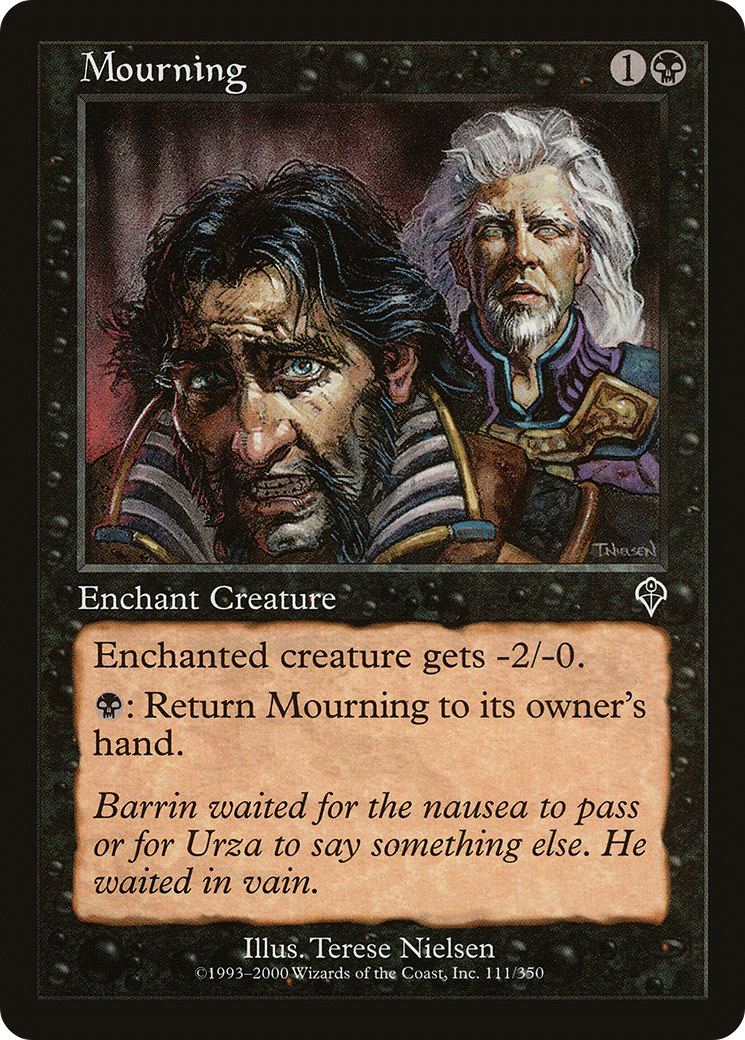 Mourning
1
T. NIELSEN
Enchant Creature
Enchanted creature gets -2/-0.
: Return Mourning to its owner's
hand.
Barrin waited for the nausea to pass
or for Urza to say something else. He
waited in vain.
Illus. Terese Nielsen
©1993–2000 Wizards of the Coast, Inc. 111/350